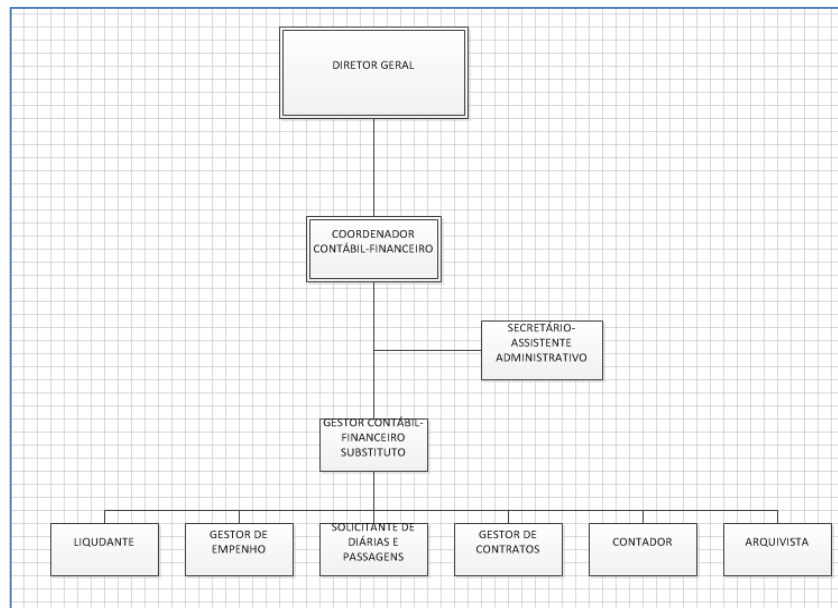 DIRETOR GERAL
COORDENADOR
CONTÁBIL-FINANCEIRO
SECRETÁRIO-
ASSISTENTE
ADMINISTRATIVO
GESTOR CONTÁBIL-
FINANCEIRO
SUBSTITUTO
LIQUDANTE
GESTOR DE
EMPENHO
SOLICITANTE DE
DIÁRIAS E
PASSAGENS
GESTOR DE
CONTRATOS
CONTADOR
ARQUIVISTA